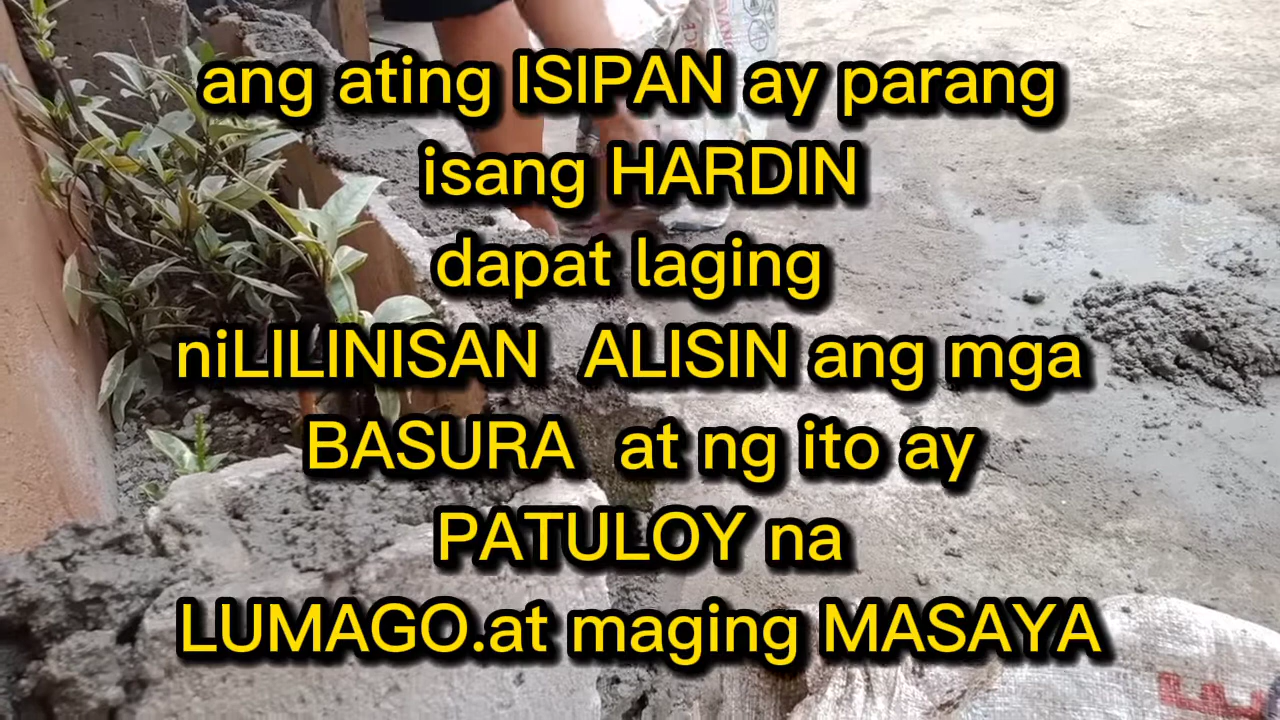 ang ating ISIPAN ay parang
isang HARDIN
dapat laging
niLILINISAN ALISIN ang mga
BASURA at ng ito ay
PATULOY na
LUMAGO.at maging MASAYA